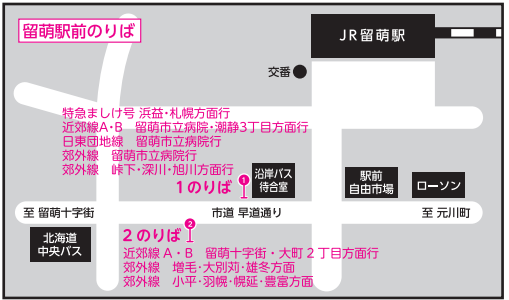 留萌駅前のりば
JR留萌駅
交番
特急ましけ号 浜益・札幌方面行
近郊線A・B 留萌市立病院・潮静3丁目方面行
日東団地線 留萌市立病院行
郊外線 留萌市立病院行
郊外線 峠下・深川・旭川方面行
1のりば
1
沿岸バス
待合室
駅前
自由市場
ローソン
至 留萌十字街
市道 早道通り
至 元川町
北海道
中央バス
2のりば
2
近郊線A・B 留萌十字街・大町2丁目方面行
郊外線 増毛・大別苅・雄冬方面
郊外線 小平・羽幌・幌延・豊富方面